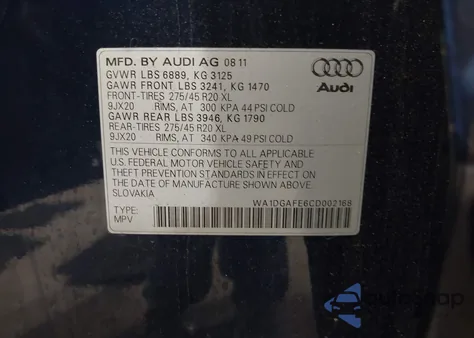 MFD. BY AUDI AG 08 11
GVWR LBS 6889, KG 3125
GAWR FRONT LBS 3241, KG 1470
FRONT-TIRES 275/45 R20 XL
9JX20 RIMS, AT 300 KPA 44 PSI COLD
GAWR REAR LBS 3946, KG 1790
REAR-TIRES 275/45 R20 XL
9JX20 RIMS, AT 340 KPA 49 PSI COLD
Audi
THIS VEHICLE CONFORMS TO ALL APPLICABLE
U.S. FEDERAL MOTOR VEHICLE SAFETY AND
THEFT PREVENTION STANDARDS IN EFFECT ON
THE DATE OF MANUFACTURE SHOWN ABOVE.
SLOVAKIA
WA1DGAFE6CD002166
TYPE:
MPV
autostop